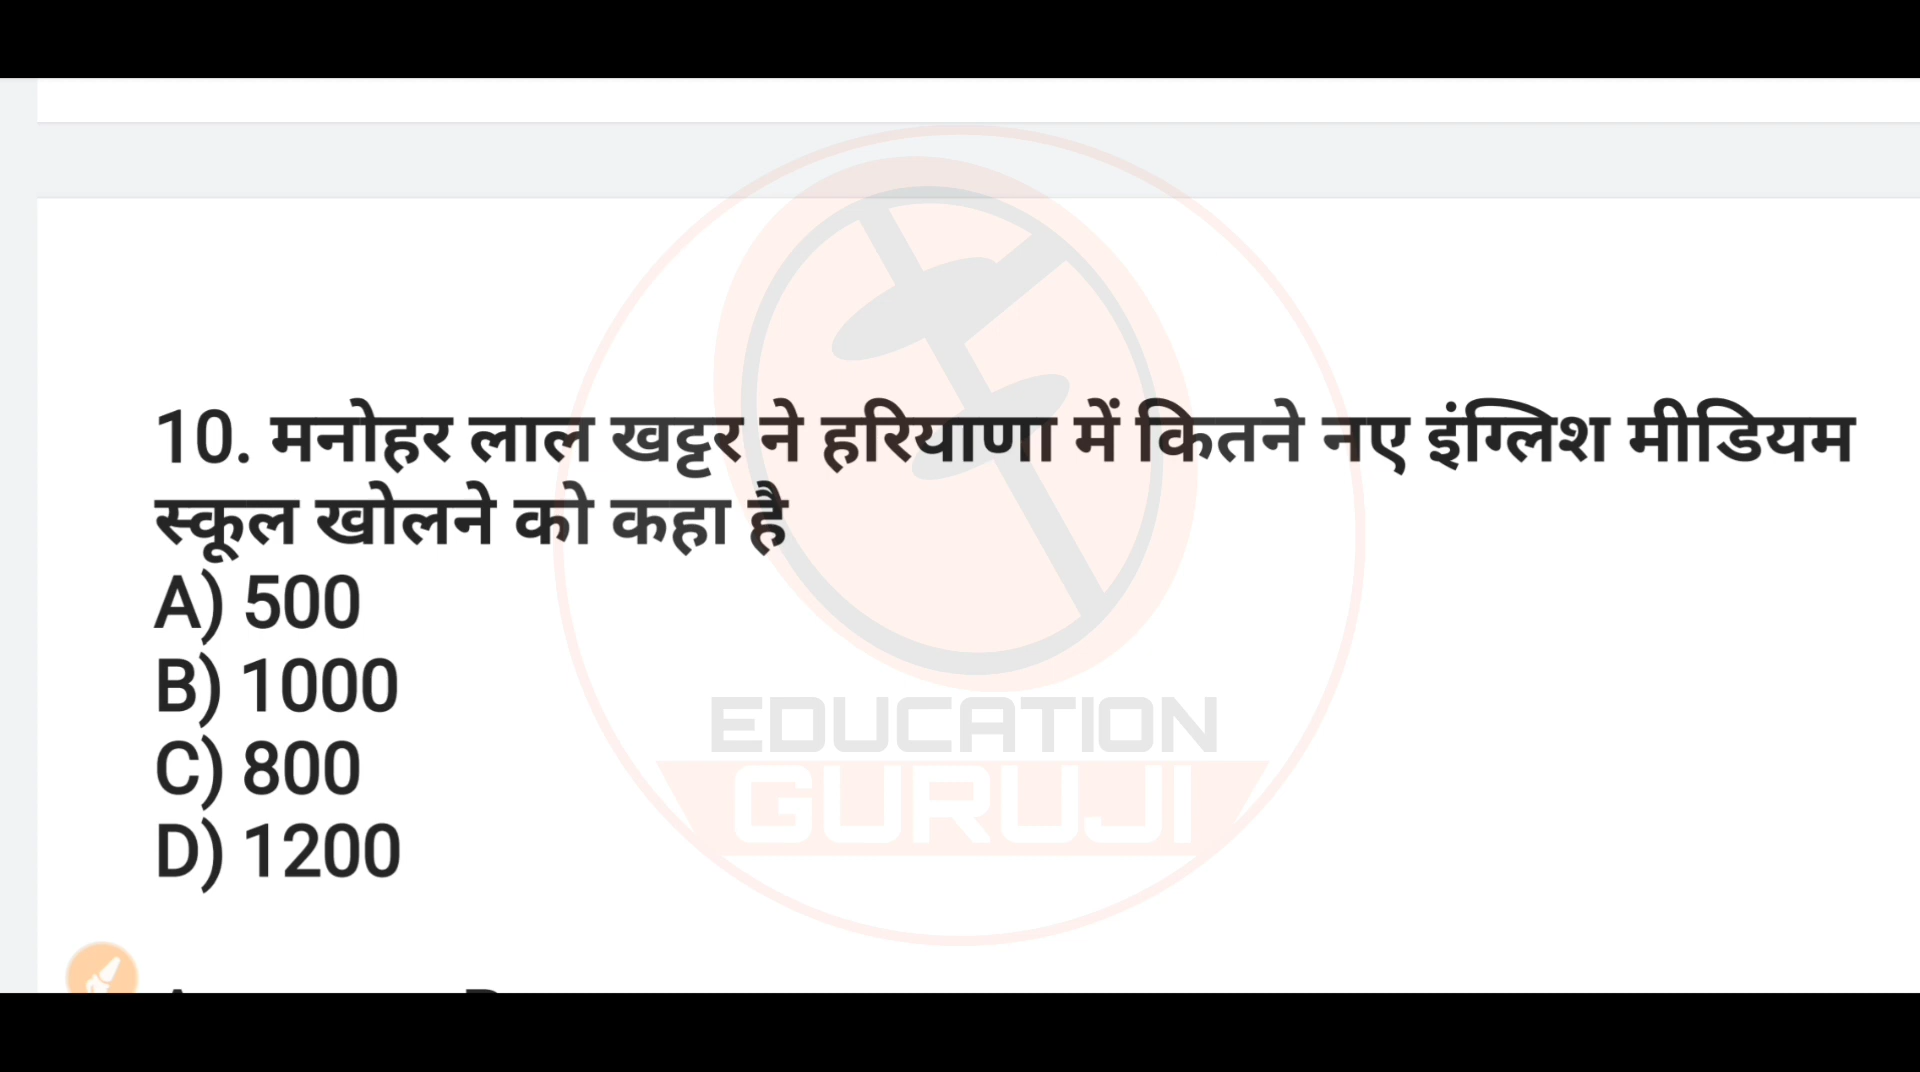 10. मनोहर लाल खट्टर ने हरियाणा में कितने नए इंग्लिश मीडियम
स्कूल खोलने को कहा है
A) 500
B) 1000
C) 800
D) 1200
EDUCATION
GURUJI